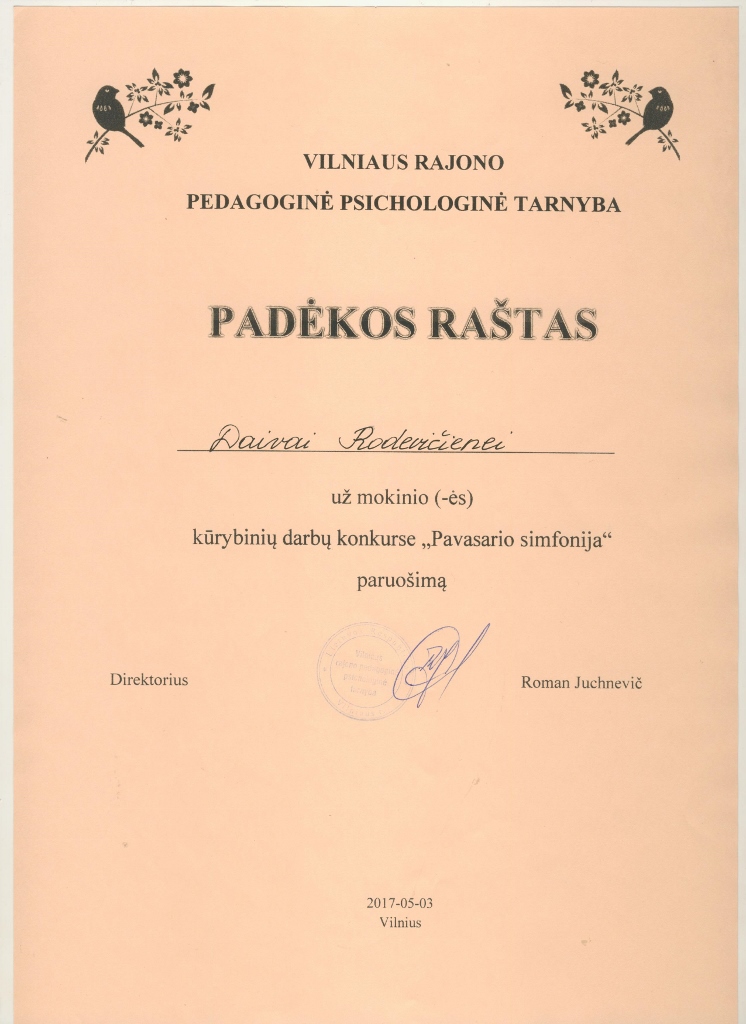 VILNIAUS RAJONO
PEDAGOGINĖ PSICHOLOGINĖ TARNYBA
PADĖKOS RAŠTAS
Daivai Rodevičienei
už mokinio (-ės)
kūrybinių darbų konkurse „Pavasario simfonija“
paruošimą
Direktorius
Roman Juchnevič
2017-05-03
Vilnius